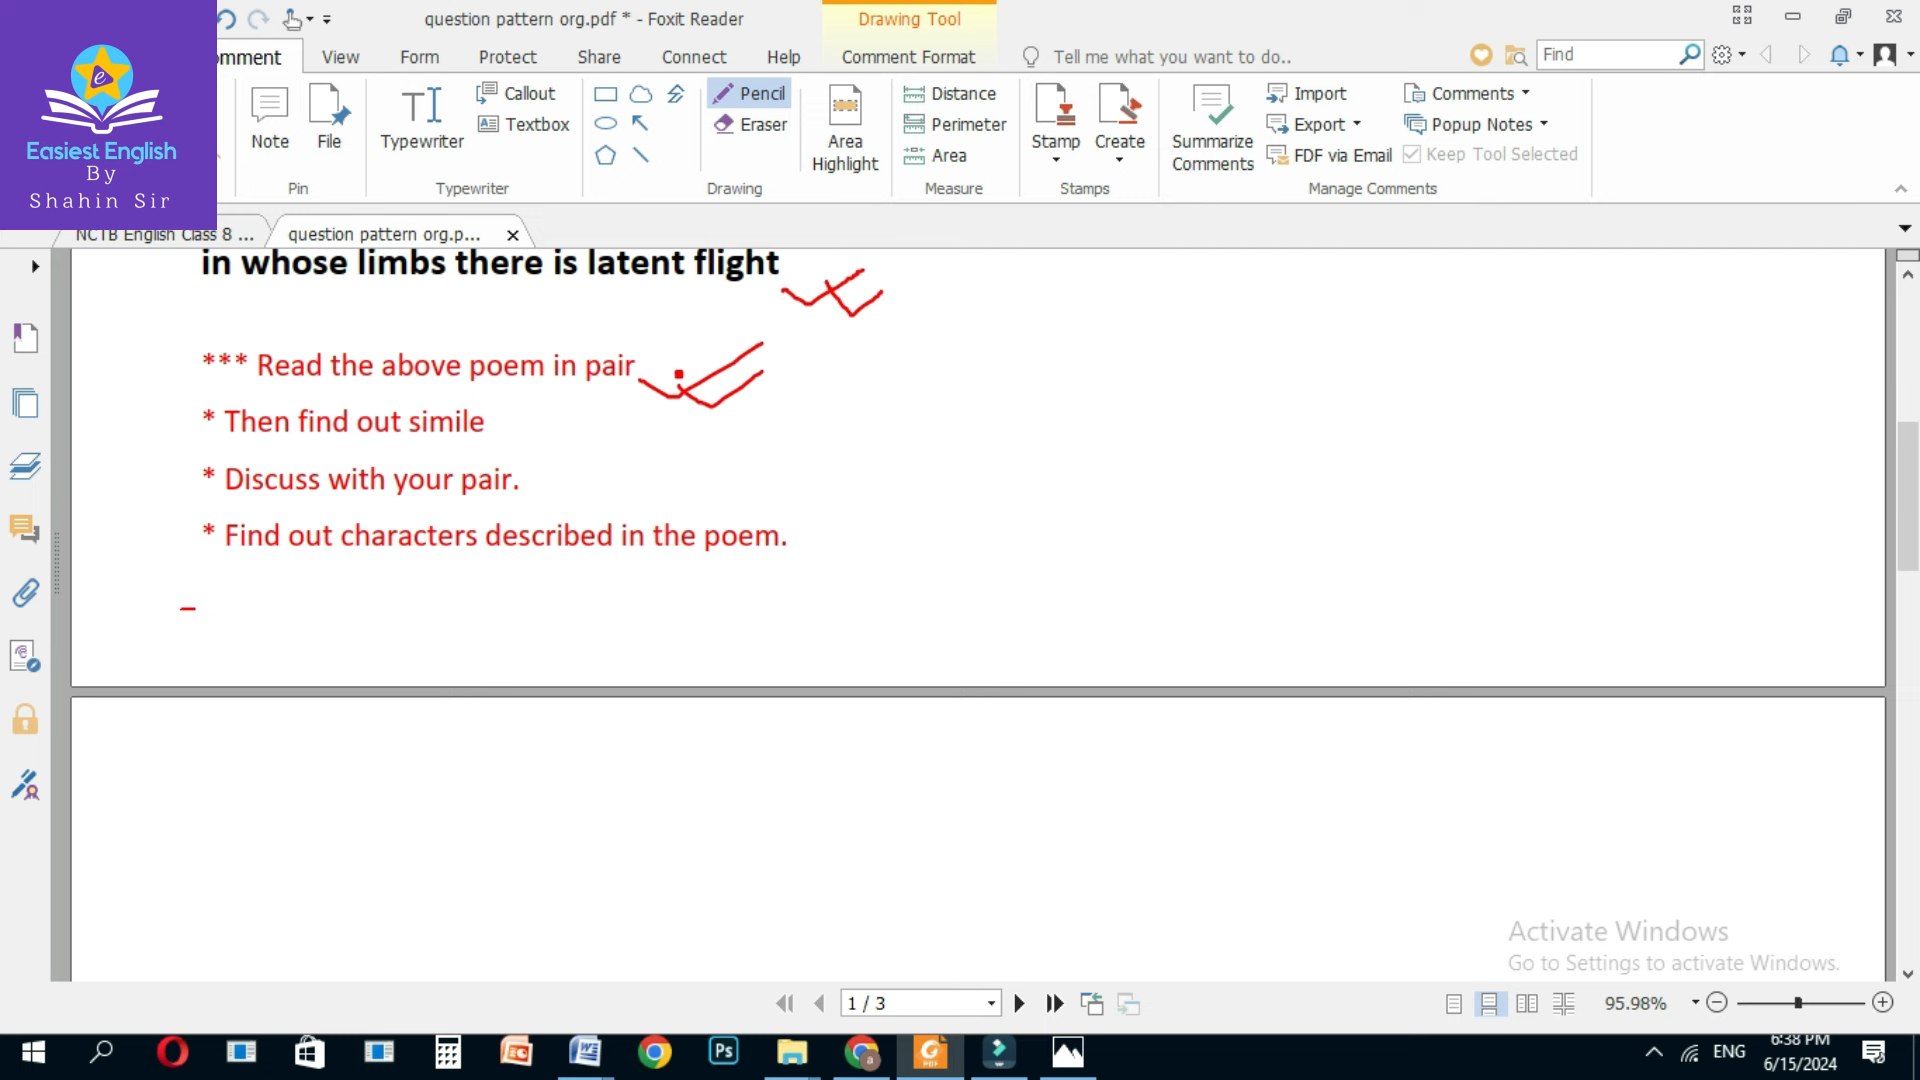 question pattern org.pdf * - Foxit Reader
Drawing Tool
omment
View
Form
Protect
Share
Connect
Help
Comment Format
Tell me what you want to do..
Find
Note
File
Typewriter
Callout
Textbox
Pencil
Eraser
Area Highlight
Distance
Perimeter
Area
Stamp
Create
Summarize Comments
Import
Export
FDF via Email
Comments
Popup Notes
Keep Tool Selected
Pin
Typewriter
Drawing
Measure
Stamps
Manage Comments
e
Easiest English
By
Shahin Sir
NCTB English Class 8 ...
question pattern org.p...
in whose limbs there is latent flight
*** Read the above poem in pair
* Then find out simile
* Discuss with your pair.
* Find out characters described in the poem.
Activate Windows
Go to Settings to activate Windows.
1 / 3
95.98%
Ps
PDF
a
ENG
6:38 PM
6/15/2024